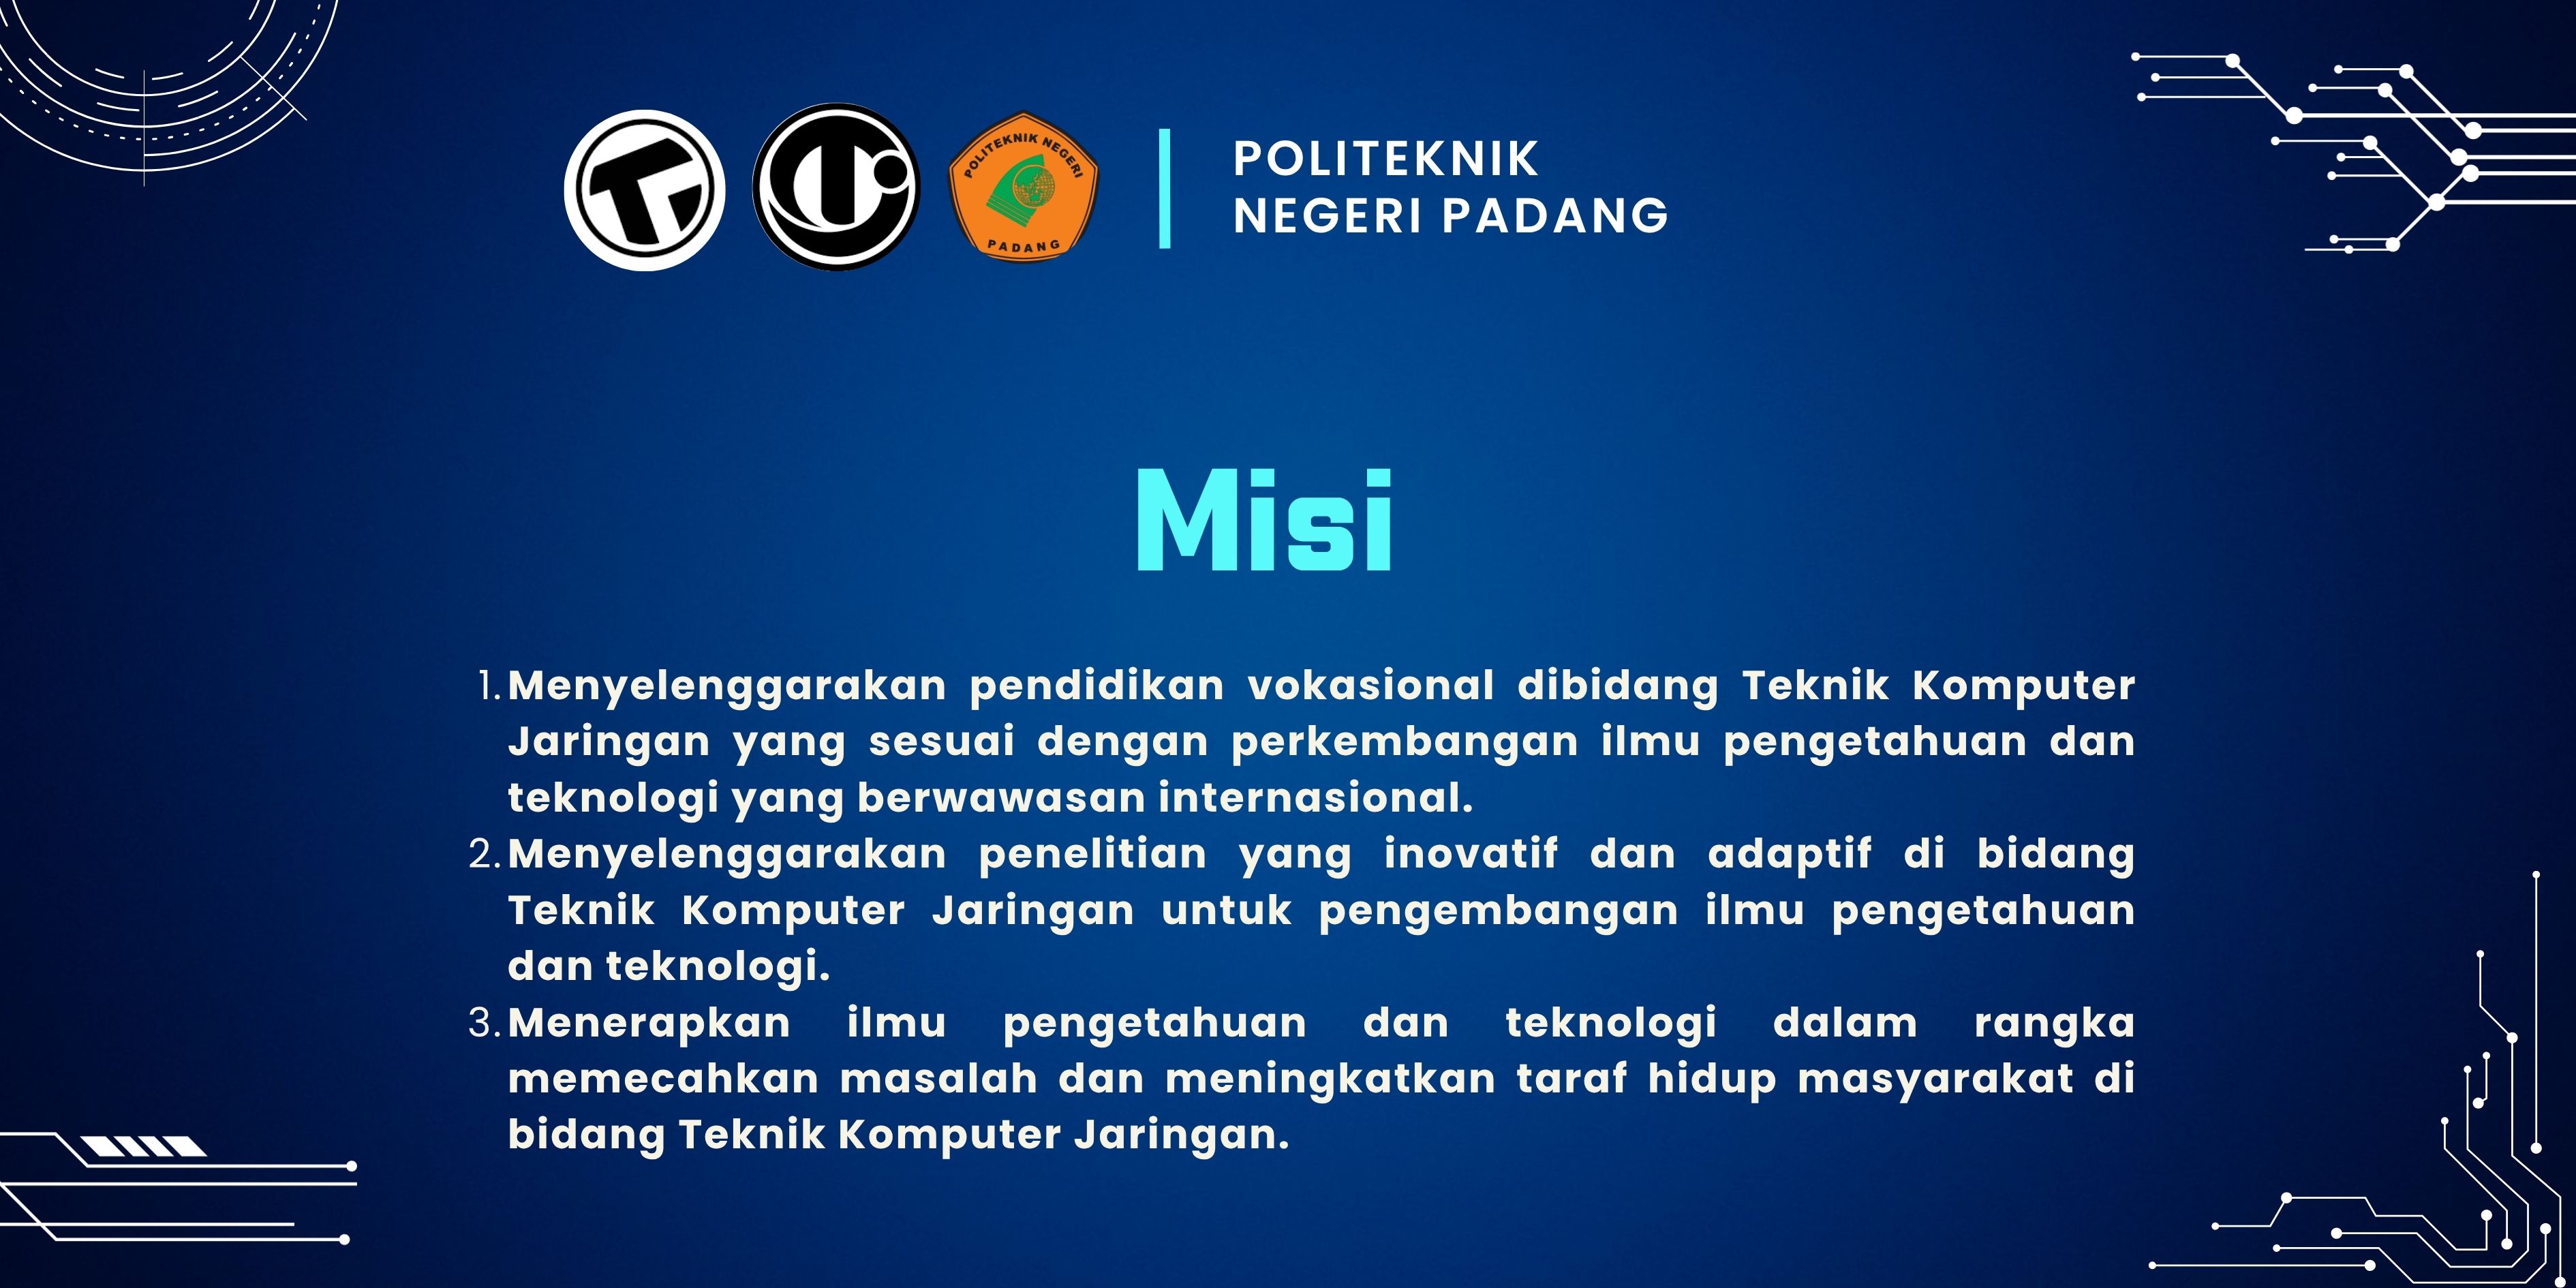 POLITEKNIK NEGERI
PADANG
POLITEKNIK
NEGERI PADANG
Misi
1. Menyelenggarakan pendidikan vokasional dibidang Teknik Komputer
Jaringan yang sesuai dengan perkembangan ilmu pengetahuan dan
teknologi yang berwawasan internasional.
2. Menyelenggarakan penelitian yang inovatif dan adaptif di bidang
Teknik Komputer Jaringan untuk pengembangan ilmu pengetahuan
dan teknologi.
3. Menerapkan ilmu pengetahuan dan teknologi dalam rangka
memecahkan masalah dan meningkatkan taraf hidup masyarakat di
bidang Teknik Komputer Jaringan.